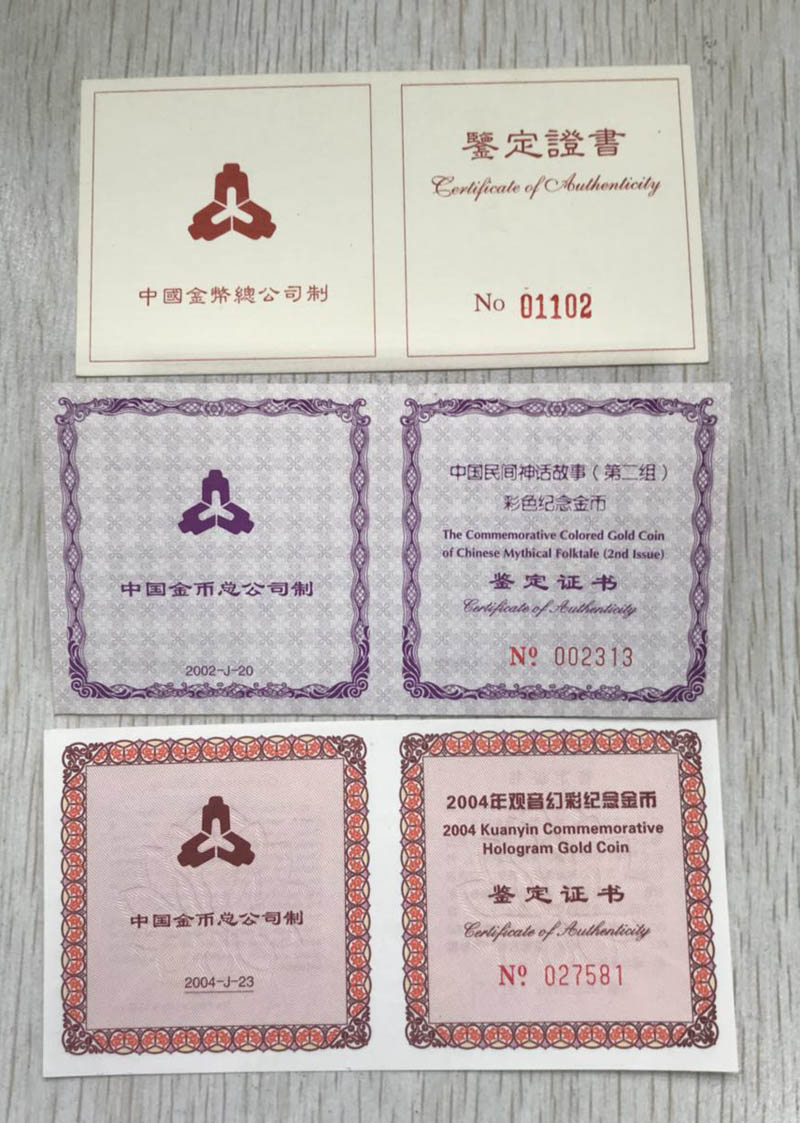 中國金幣總公司制
鑒定證書
Certificate of Authenticity
No 01102
中国金币总公司制
2002-J-20
中国民间神话故事（第二组）
彩色纪念金币
The Commemorative Colored Gold Coin
of Chinese Mythical Folktale (2nd Issue)
鉴定证书
Certificate of Authenticity
Nº 002313
中国金币总公司制
2004-J-23
2004年观音幻彩纪念金币
2004 Kuanyin Commemorative
Hologram Gold Coin
鉴定证书
Certificate of Authenticity
Nº 027581